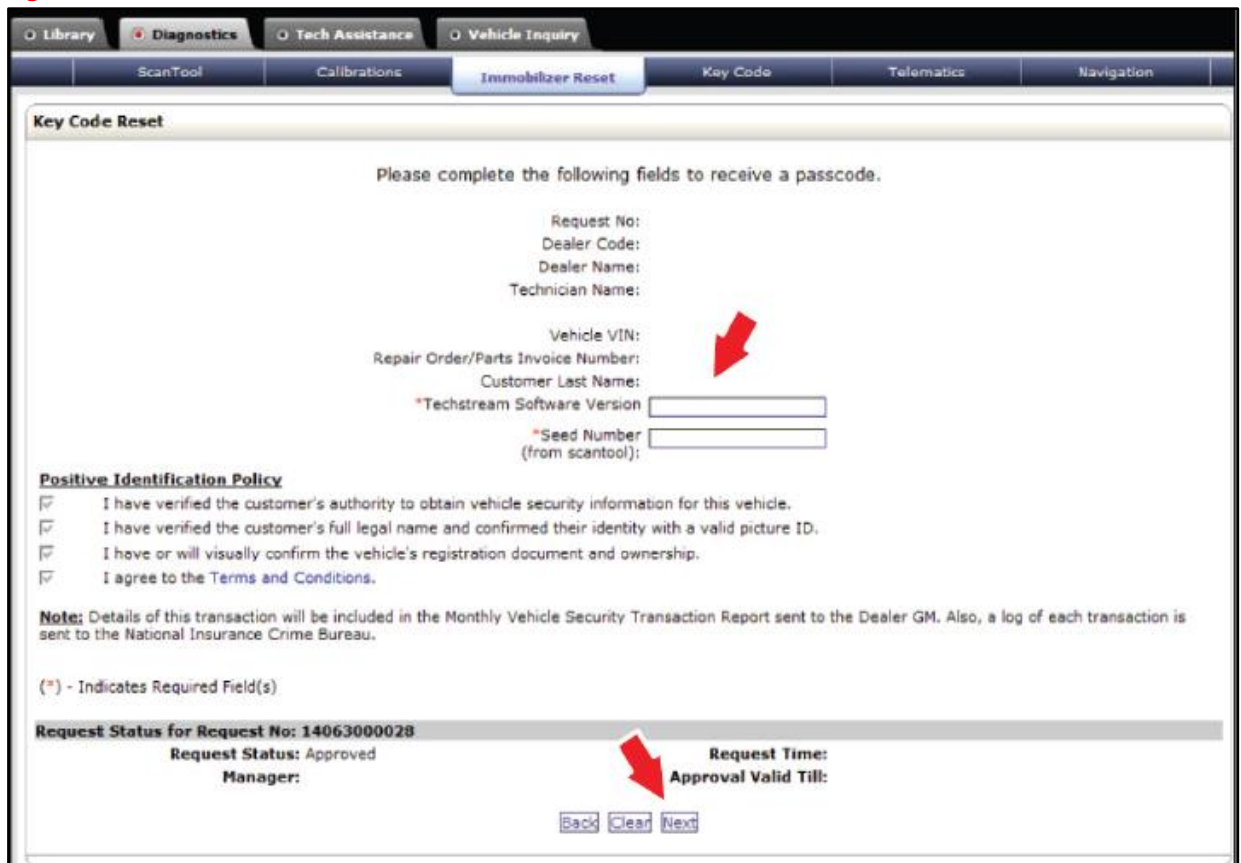 Library Diagnostics Tech Assistance Vehicle Inquiry
ScanTool Calibrations Immobilizer Reset Key Code Telematics Navigation
Key Code Reset
Please complete the following fields to receive a passcode.
Request No:
Dealer Code:
Dealer Name:
Technician Name:
Vehicle VIN:
Repair Order/Parts Invoice Number:
Customer Last Name:
*Techstream Software Version
*Seed Number
(from scantool):
Positive Identification Policy
I have verified the customer's authority to obtain vehicle security information for this vehicle.
I have verified the customer's full legal name and confirmed their identity with a valid picture ID.
I have or will visually confirm the vehicle's registration document and ownership.
I agree to the Terms and Conditions.
Note: Details of this transaction will be included in the Monthly Vehicle Security Transaction Report sent to the Dealer GM. Also, a log of each transaction is
sent to the National Insurance Crime Bureau.
(*) - Indicates Required Field(s)
Request Status for Request No: 14063000028
Request Status: Approved Request Time:
Manager: Approval Valid Till:
Back Clear Next